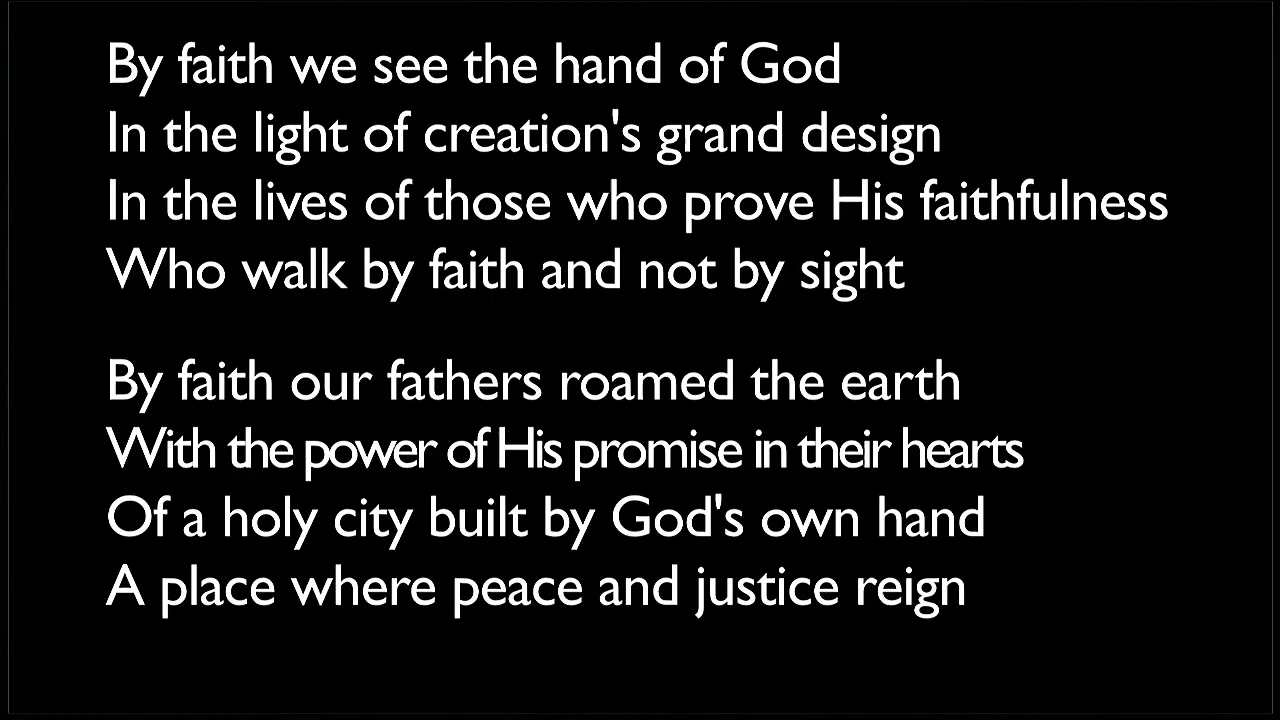 By faith we see the hand of God
In the light of creation's grand design
In the lives of those who prove His faithfulness
Who walk by faith and not by sight
By faith our fathers roamed the earth
With the power of His promise in their hearts
Of a holy city built by God's own hand
A place where peace and justice reign